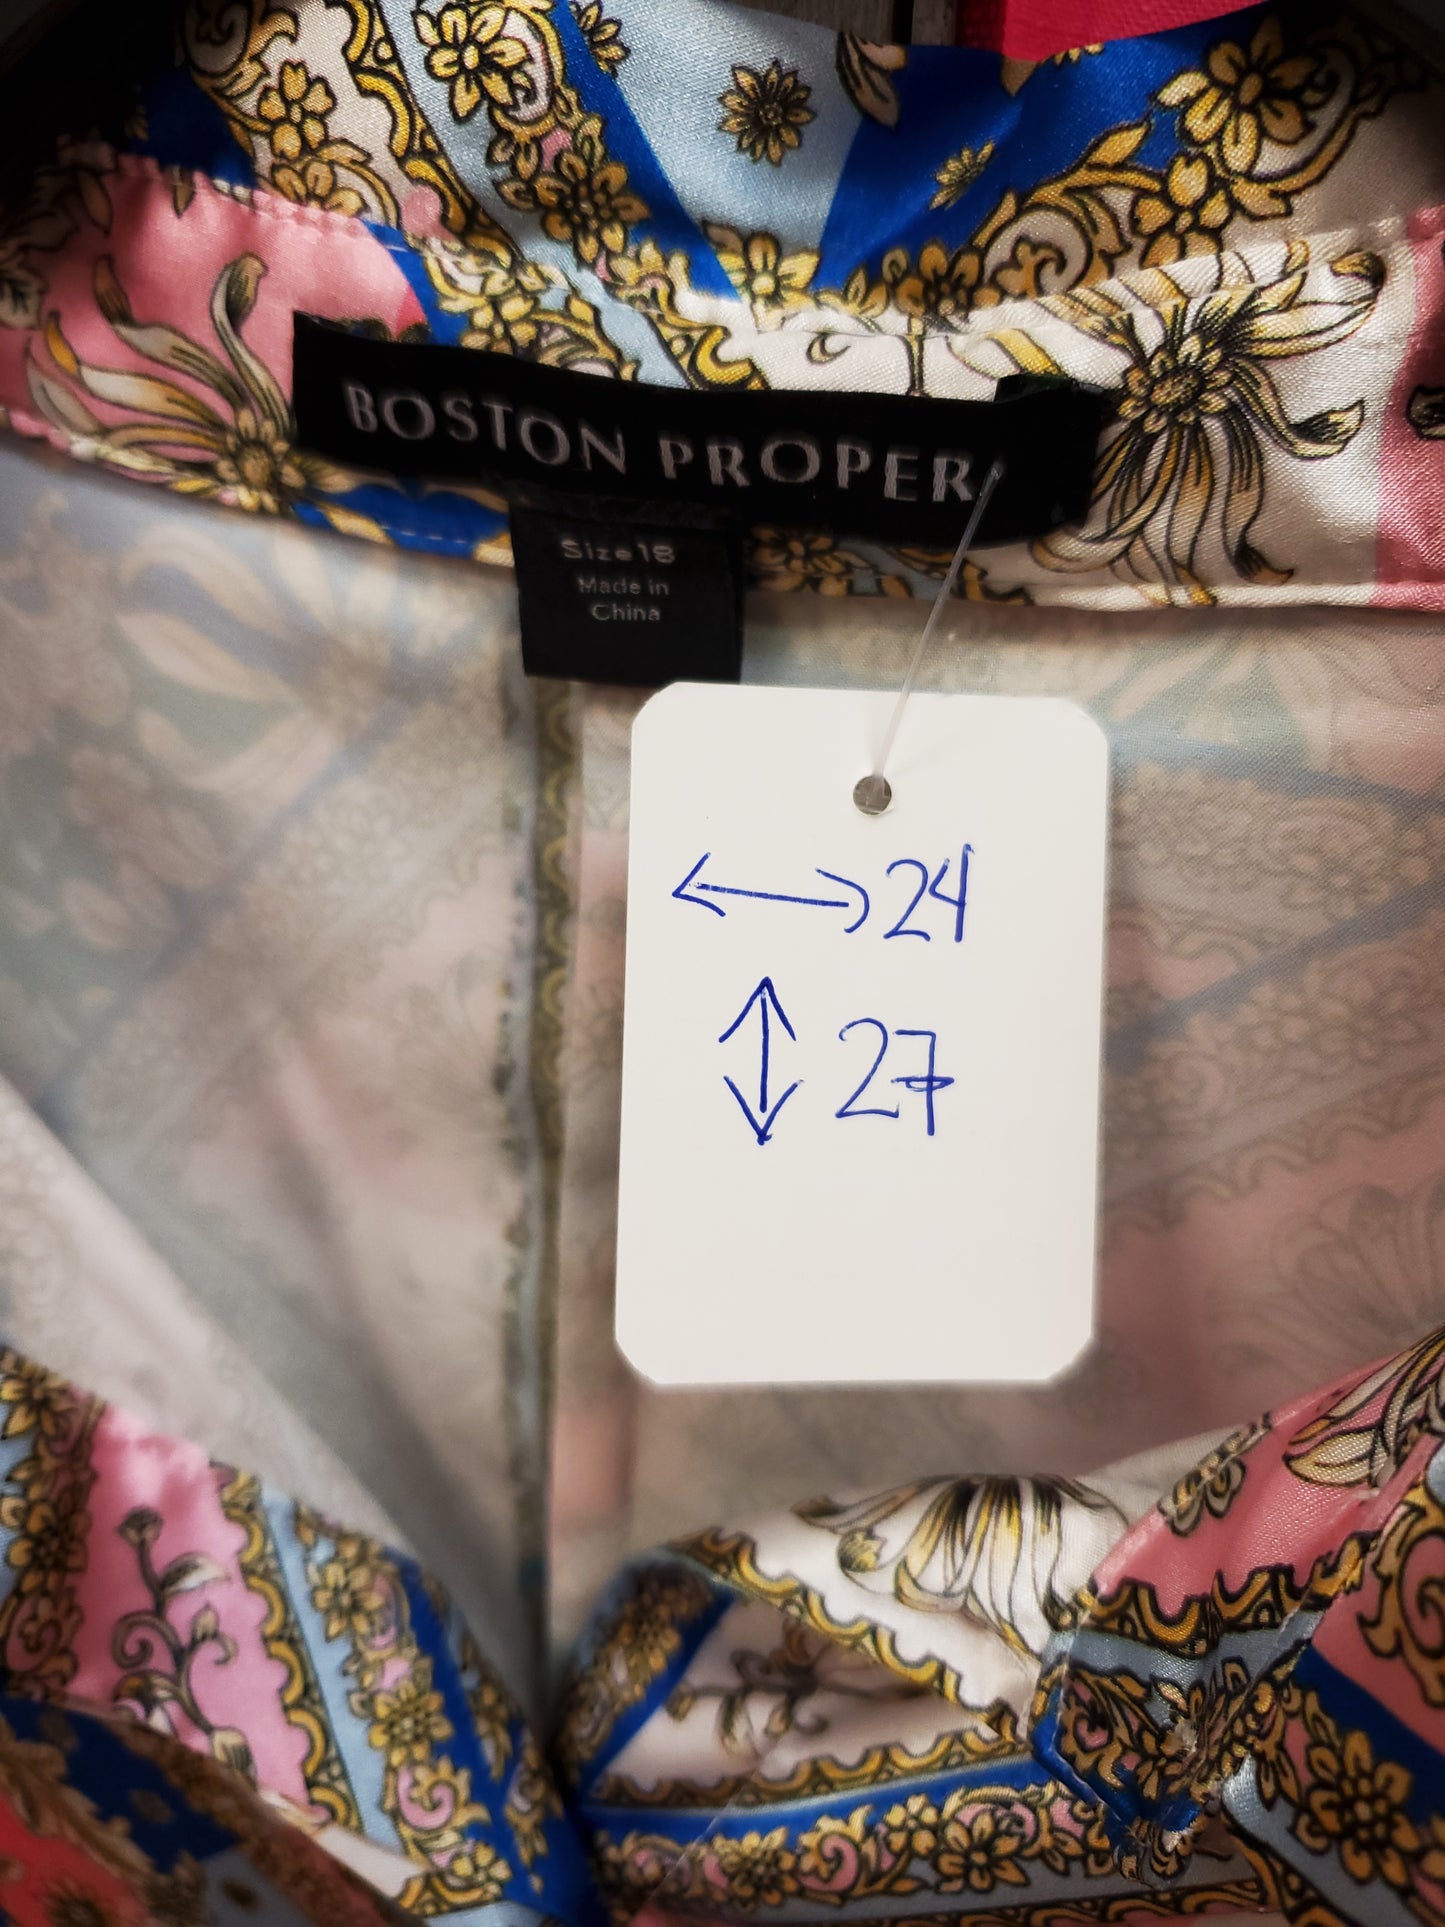 BOSTON PROPER
Size 18
Made in
China
24
27